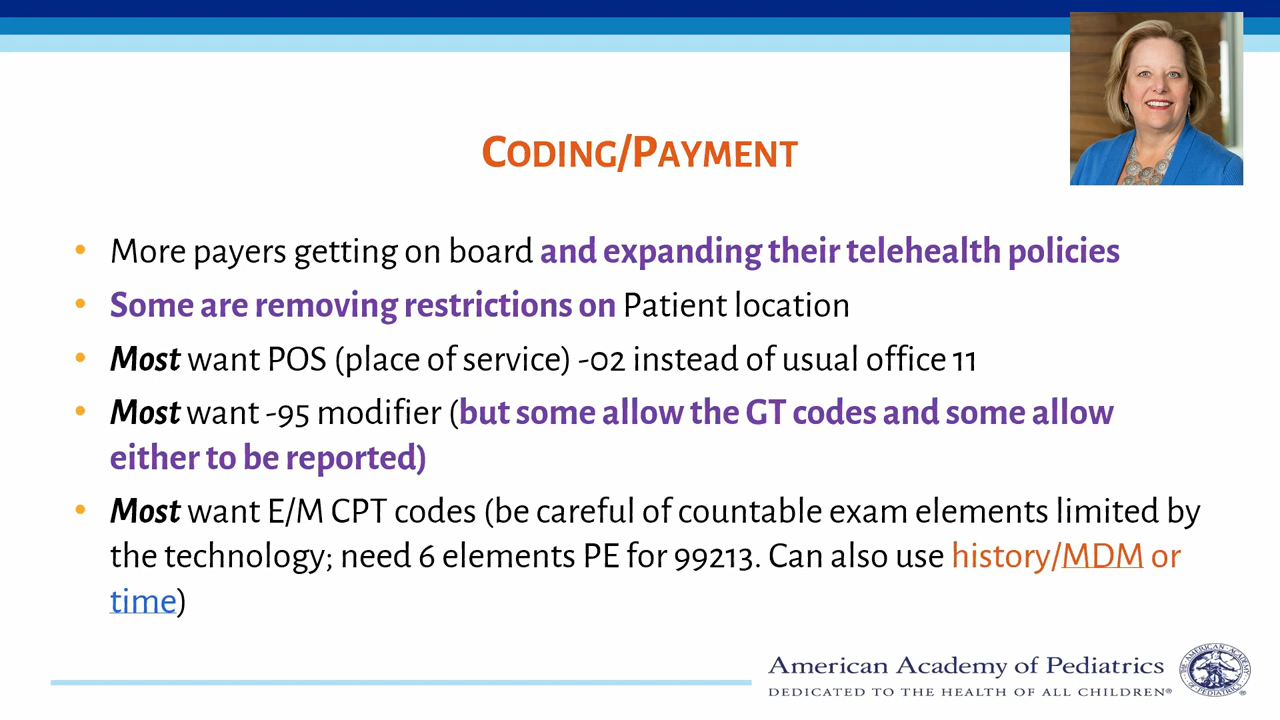 CODING/PAYMENT
• More payers getting on board and expanding their telehealth policies
• Some are removing restrictions on Patient location
• Most want POS (place of service) -02 instead of usual office 11
• Most want -95 modifier (but some allow the GT codes and some allow
either to be reported)
• Most want E/M CPT codes (be careful of countable exam elements limited by
the technology; need 6 elements PE for 99213. Can also use history/MDM or
time)
American Academy of Pediatrics
DEDICATED TO THE HEALTH OF ALL CHILDREN®